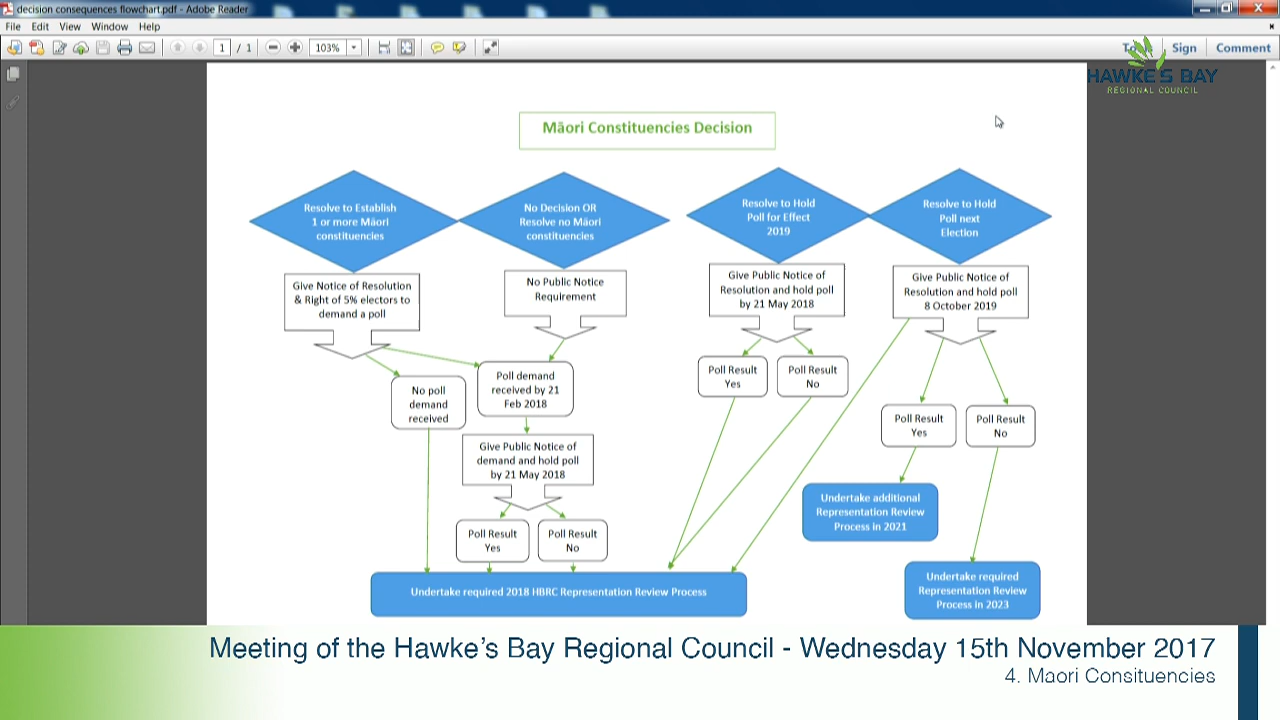 decision consequences flowchart.pdf - Adobe Reader
File Edit View Window Help
1 / 1 103% Sign Comment
HAWKE'S BAY
REGIONAL COUNCIL
Māori Constituencies Decision
Resolve to Establish
1 or more Māori
constituencies
No Decision OR
Resolve no Māori
constituencies
Resolve to Hold
Poll for Effect
2019
Resolve to Hold
Poll next
Election
Give Notice of Resolution
& Right of 5% electors to
demand a poll
No Public Notice
Requirement
Give Public Notice of
Resolution and hold poll
by 21 May 2018
Give Public Notice of
Resolution and hold poll
8 October 2019
No poll
demand
received
Poll demand
received by 21
Feb 2018
Poll Result
Yes
Poll Result
No
Poll Result
Yes
Poll Result
No
Give Public Notice of
demand and hold poll
by 21 May 2018
Poll Result
Yes
Poll Result
No
Undertake additional
Representation Review
Process in 2021
Undertake required 2018 HBRC Representation Review Process
Undertake required
Representation Review
Process in 2023
Meeting of the Hawke's Bay Regional Council - Wednesday 15th November 2017
4. Maori Consituencies